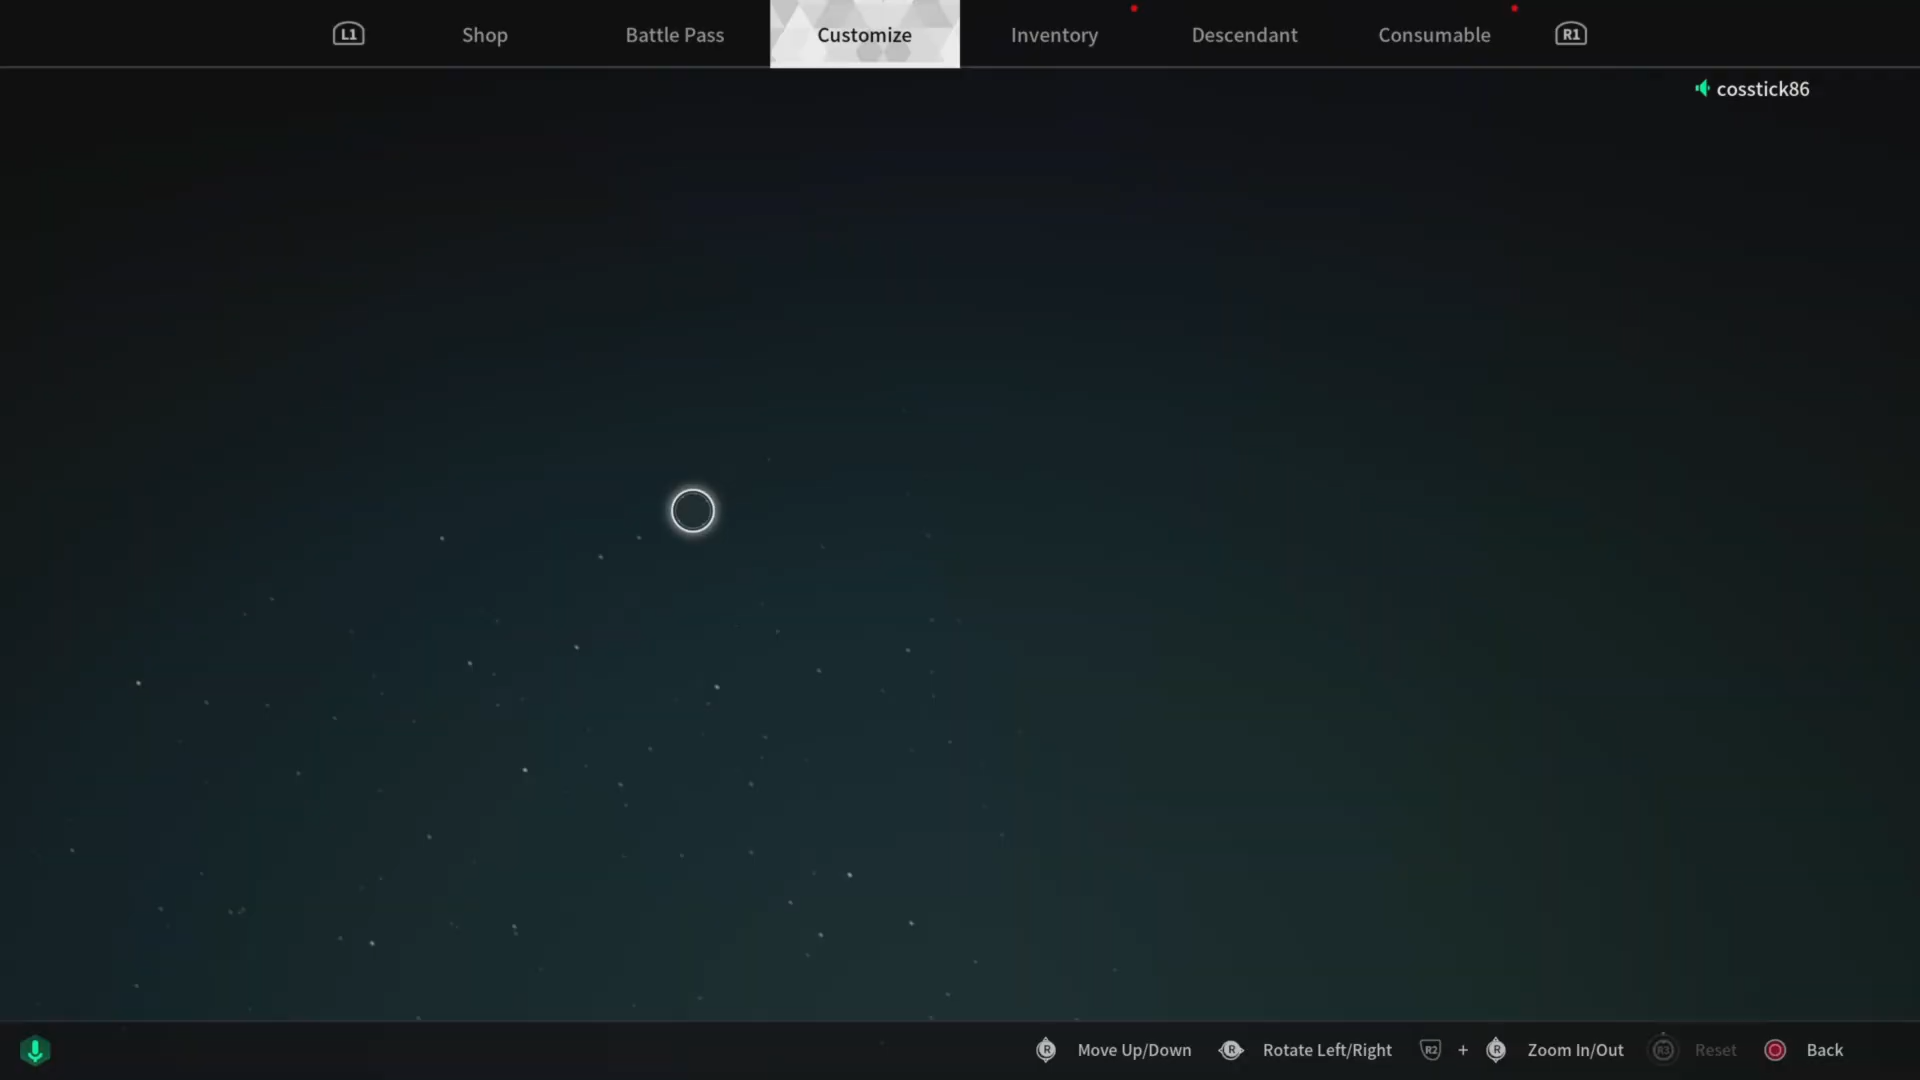 L1 Shop Battle Pass Customize Inventory Descendant Consumable R1
cosstick86
R Move Up/Down R Rotate Left/Right R2 + R Zoom In/Out R3 Reset Back